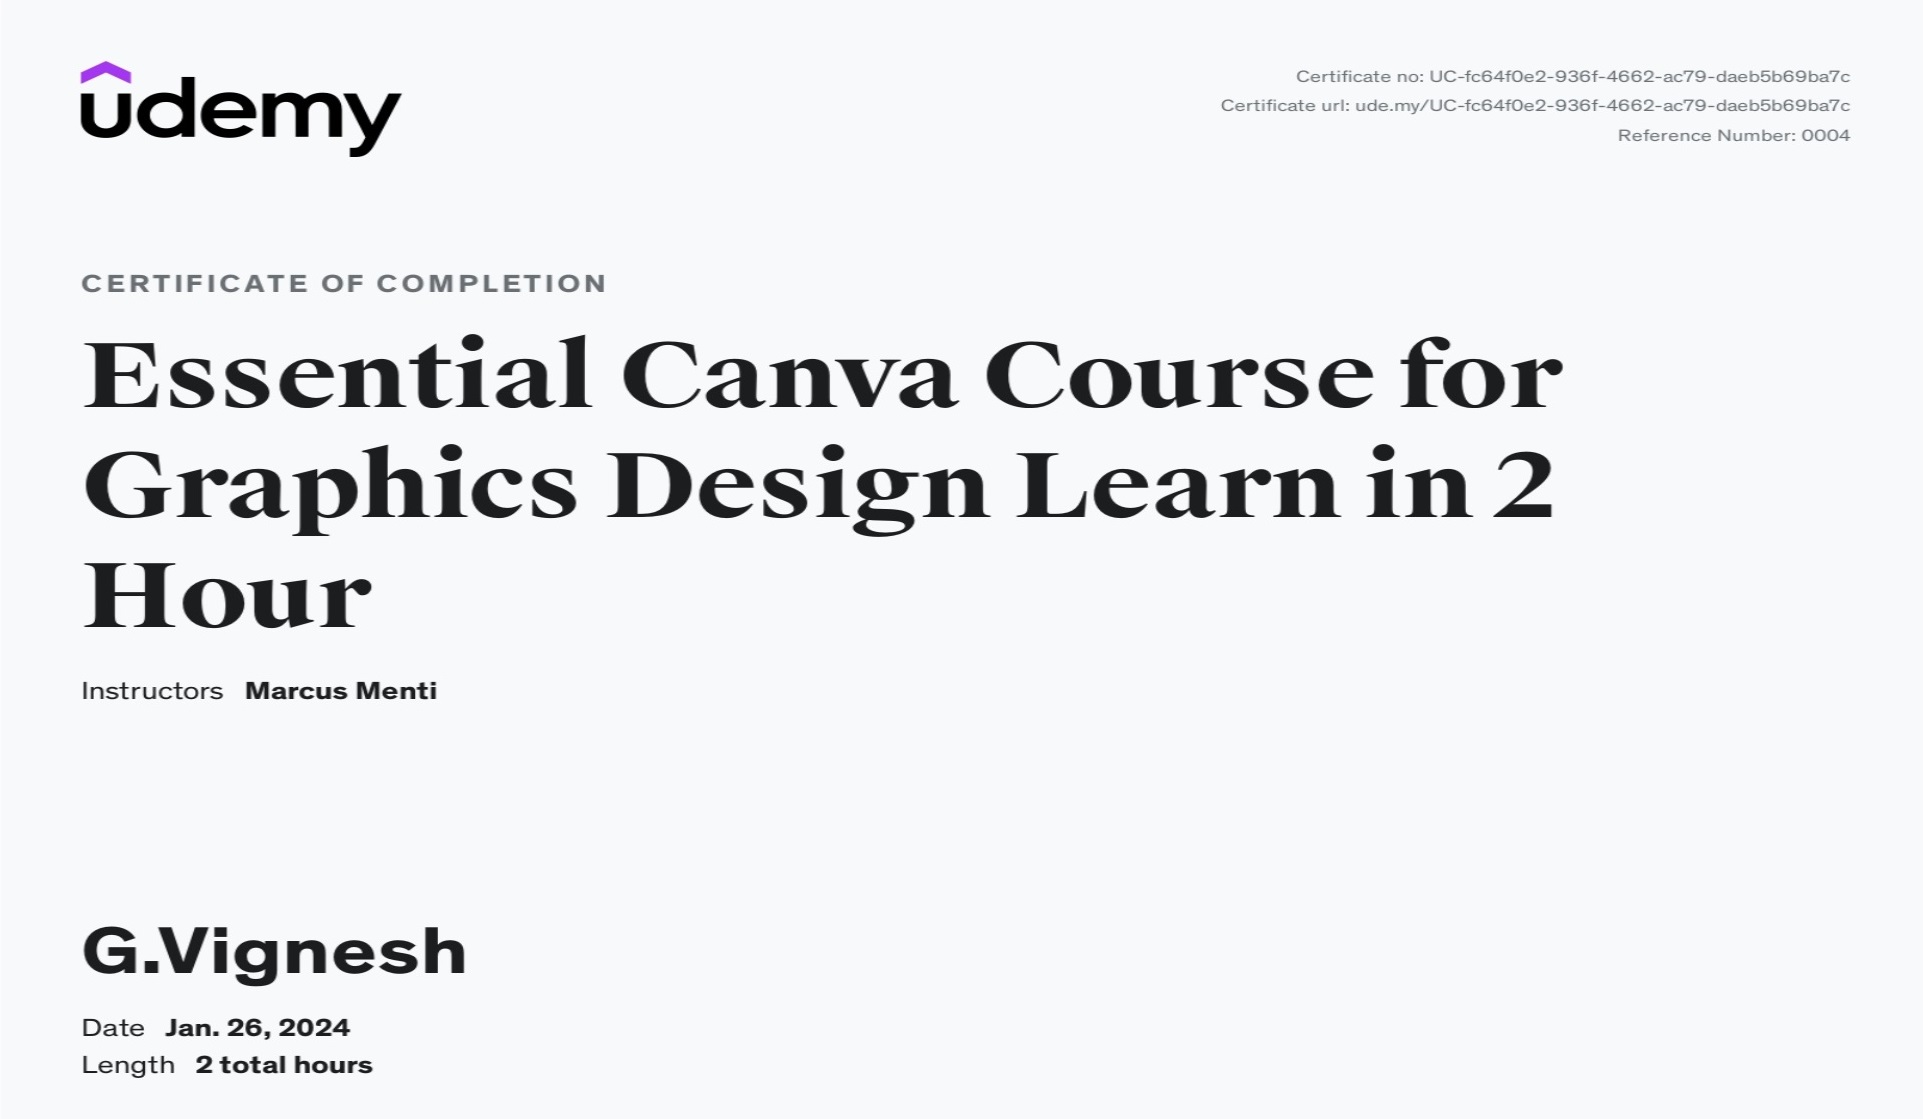 udemy
Certificate no: UC-fc64f0e2-936f-4662-ac79-daeb5b69ba7c
Certificate url: ude.my/UC-fc64f0e2-936f-4662-ac79-daeb5b69ba7c
Reference Number: 0004
CERTIFICATE OF COMPLETION
Essential Canva Course for
Graphics Design Learn in 2
Hour
Instructors Marcus Menti
G.Vignesh
Date Jan. 26, 2024
Length 2 total hours